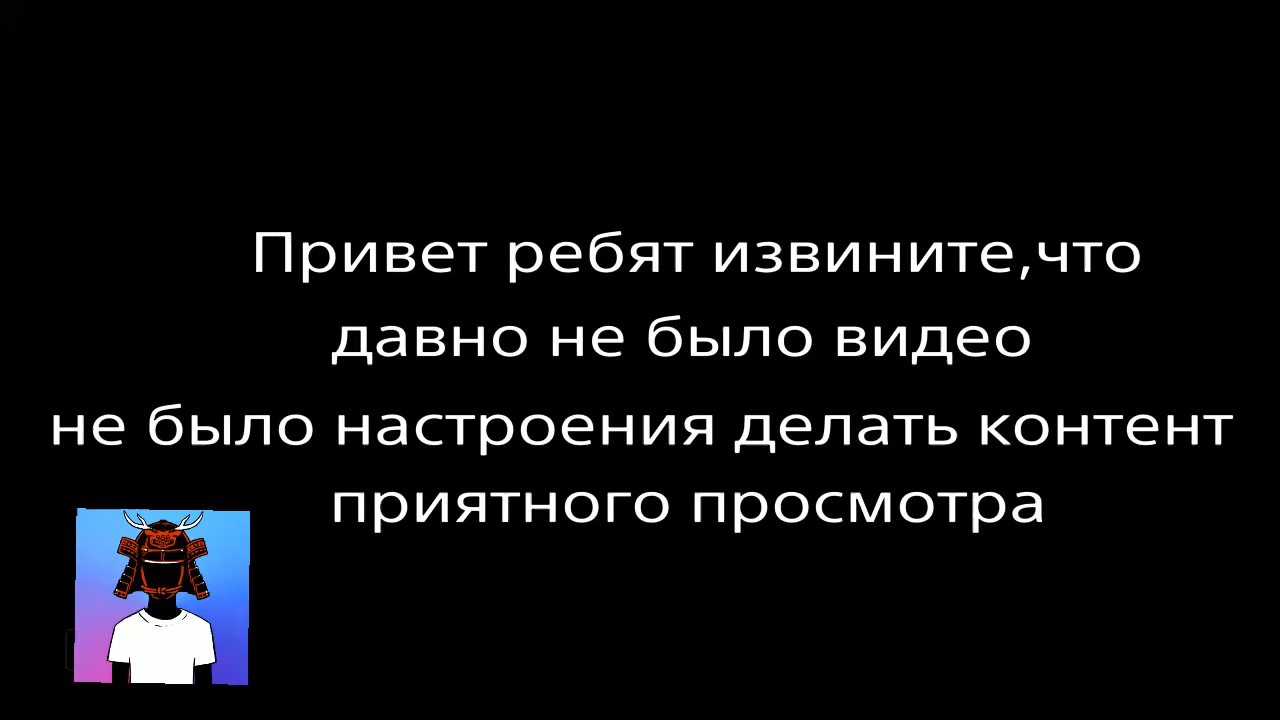 Привет ребят извините,что
давно не было видео
не было настроения делать контент
приятного просмотра